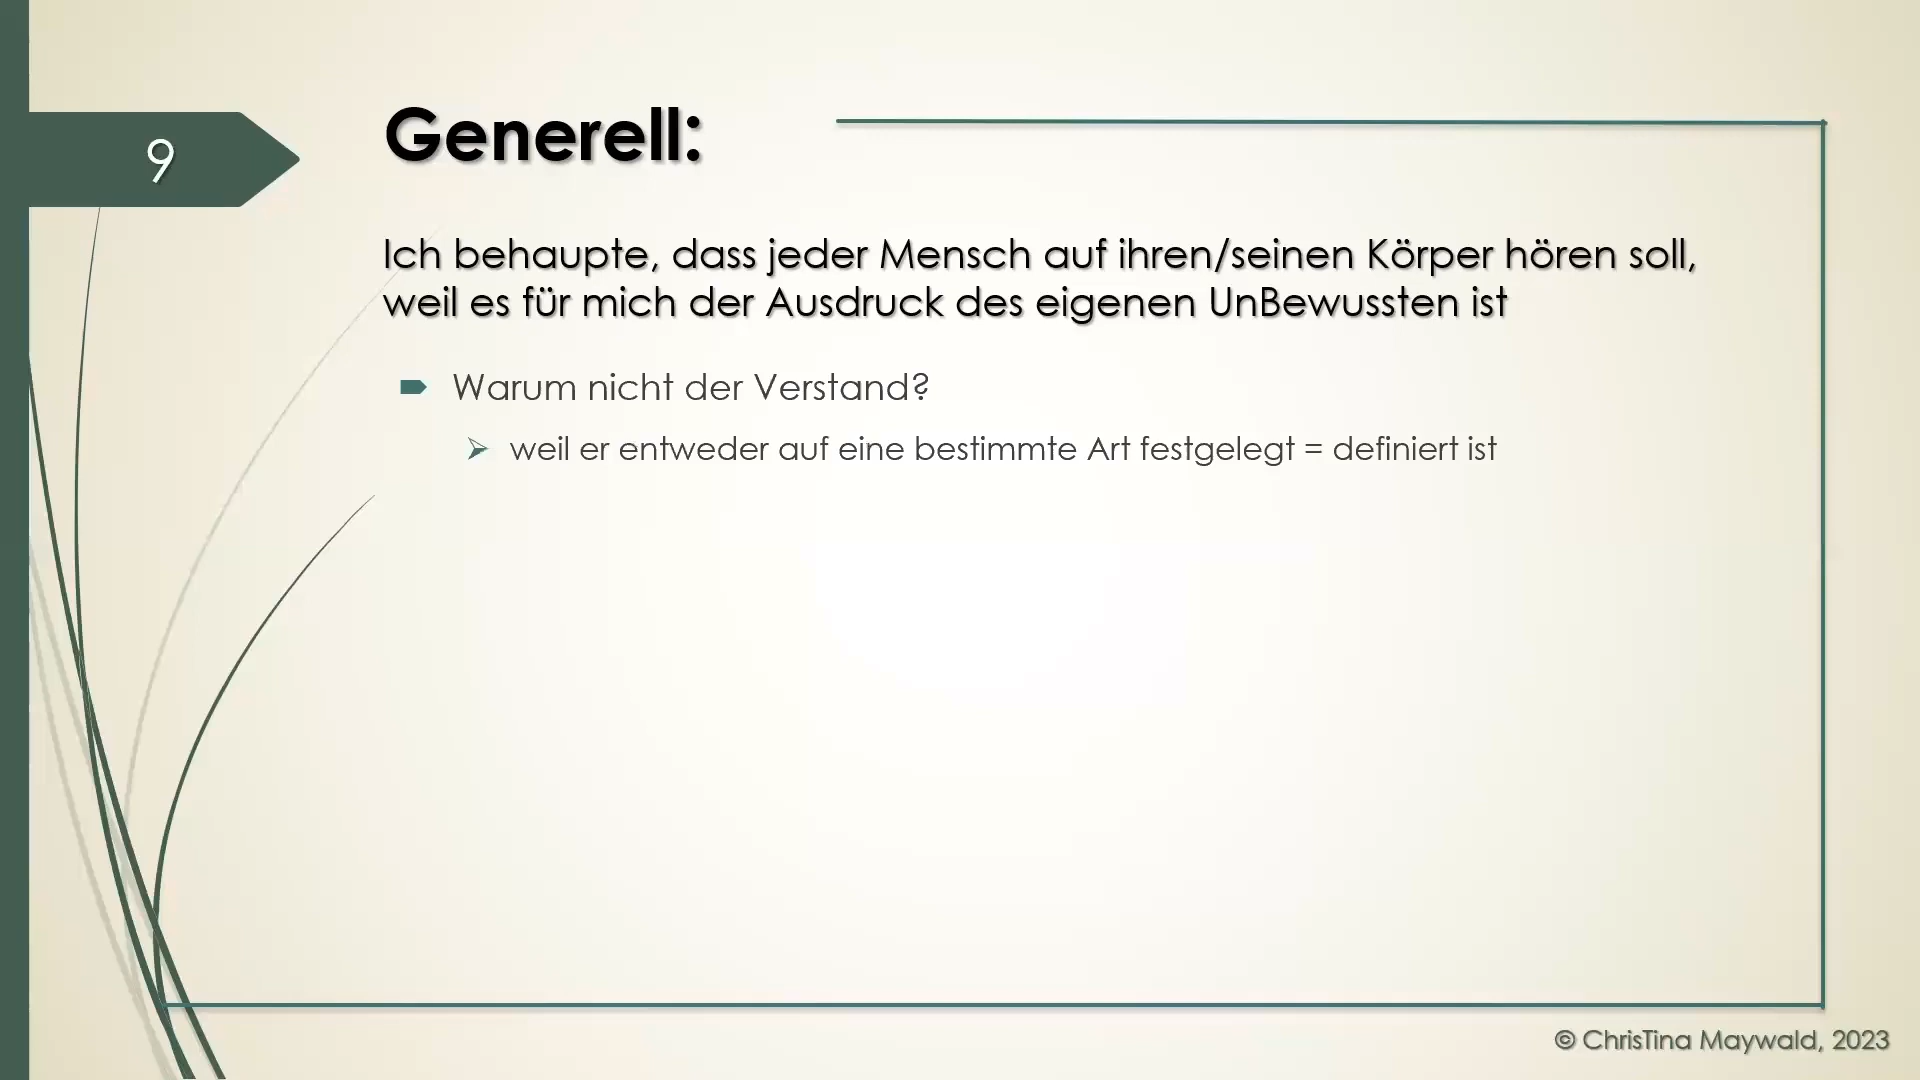 9
Generell:
Ich behaupte, dass jeder Mensch auf ihren/seinen Körper hören soll,
weil es für mich der Ausdruck des eigenen UnBewussten ist
Warum nicht der Verstand?
weil er entweder auf eine bestimmte Art festgelegt = definiert ist
© ChrisTina Maywald, 2023